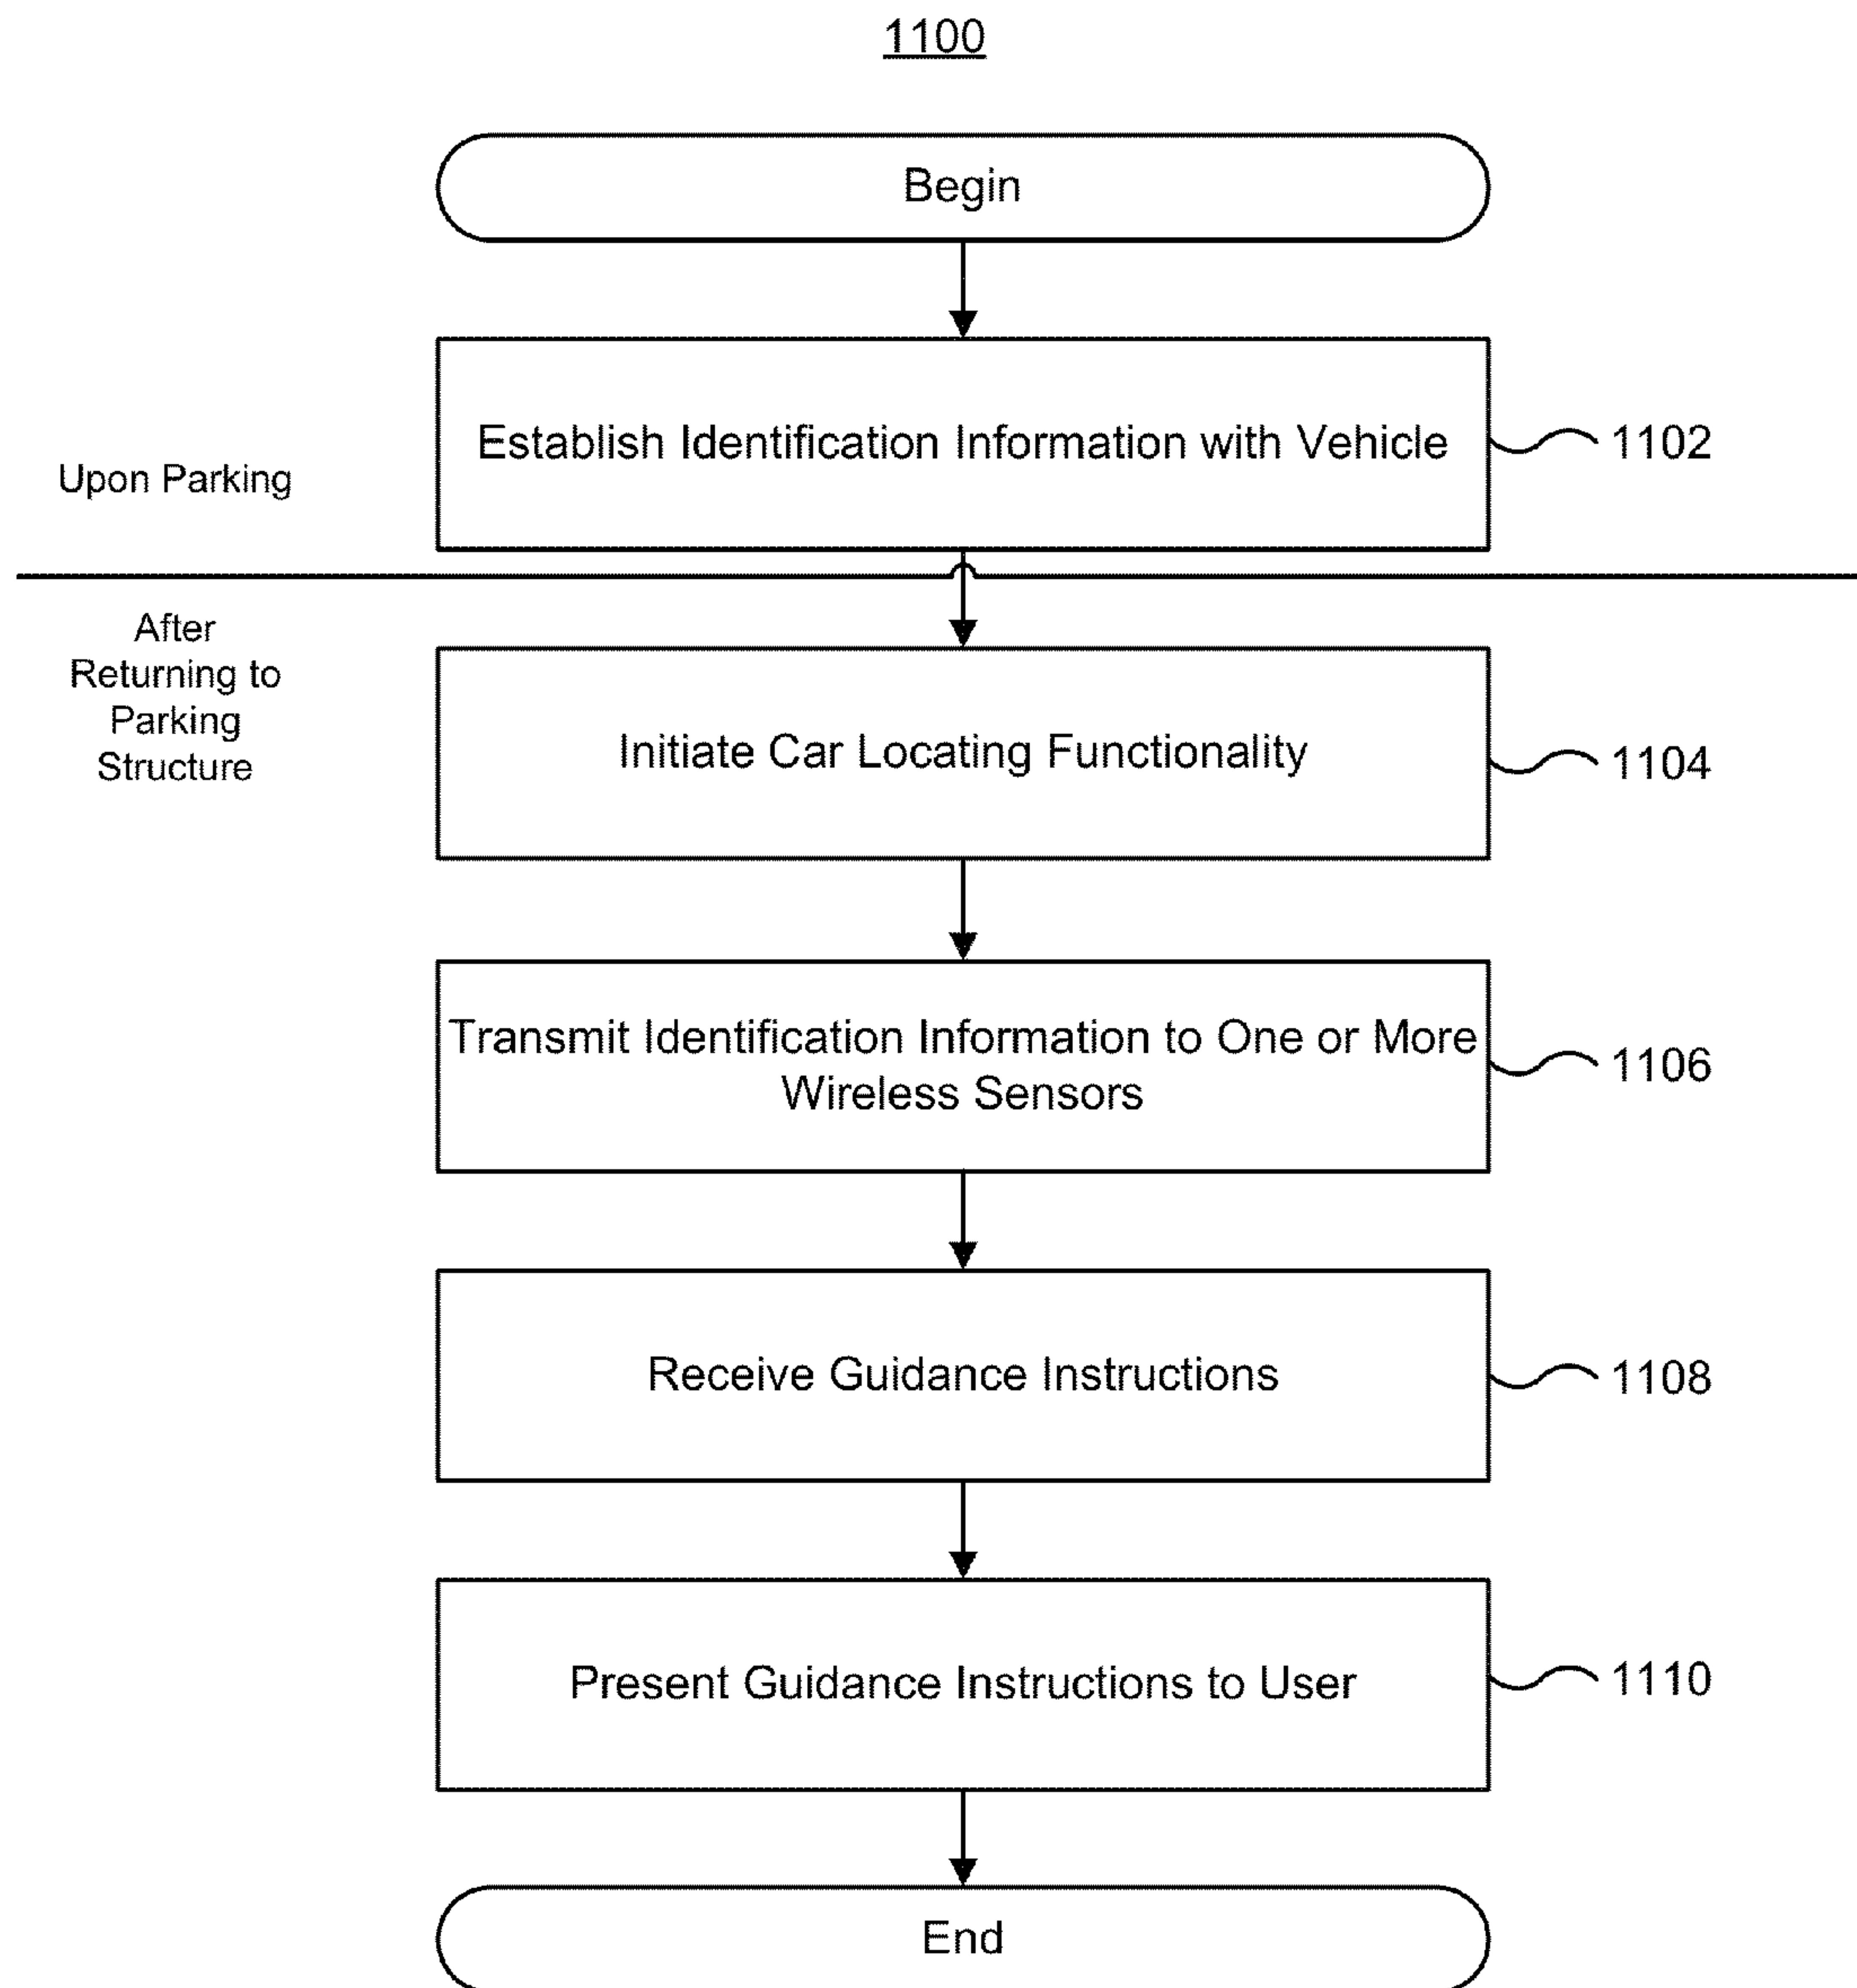 1100
Begin
Establish Identification Information with Vehicle
1102
Upon Parking
After
Returning to
Parking
Structure
Initiate Car Locating Functionality
1104
Transmit Identification Information to One or More
Wireless Sensors
1106
Receive Guidance Instructions
1108
Present Guidance Instructions to User
1110
End